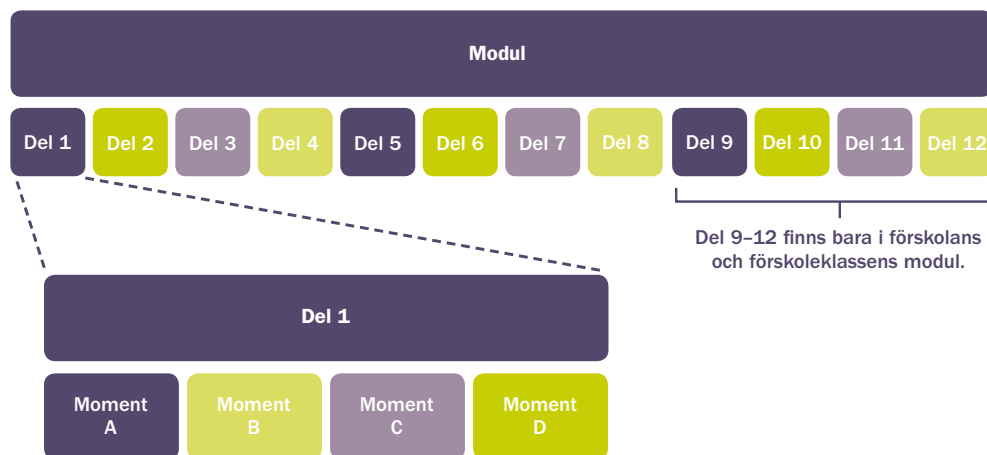 Modul
Del 1 Del 2 Del 3 Del 4 Del 5 Del 6 Del 7 Del 8 Del 9 Del 10 Del 11 Del 12
Del 9–12 finns bara i förskolans
och förskoleklassens modul.
Del 1
Moment
A
Moment
B
Moment
C
Moment
D